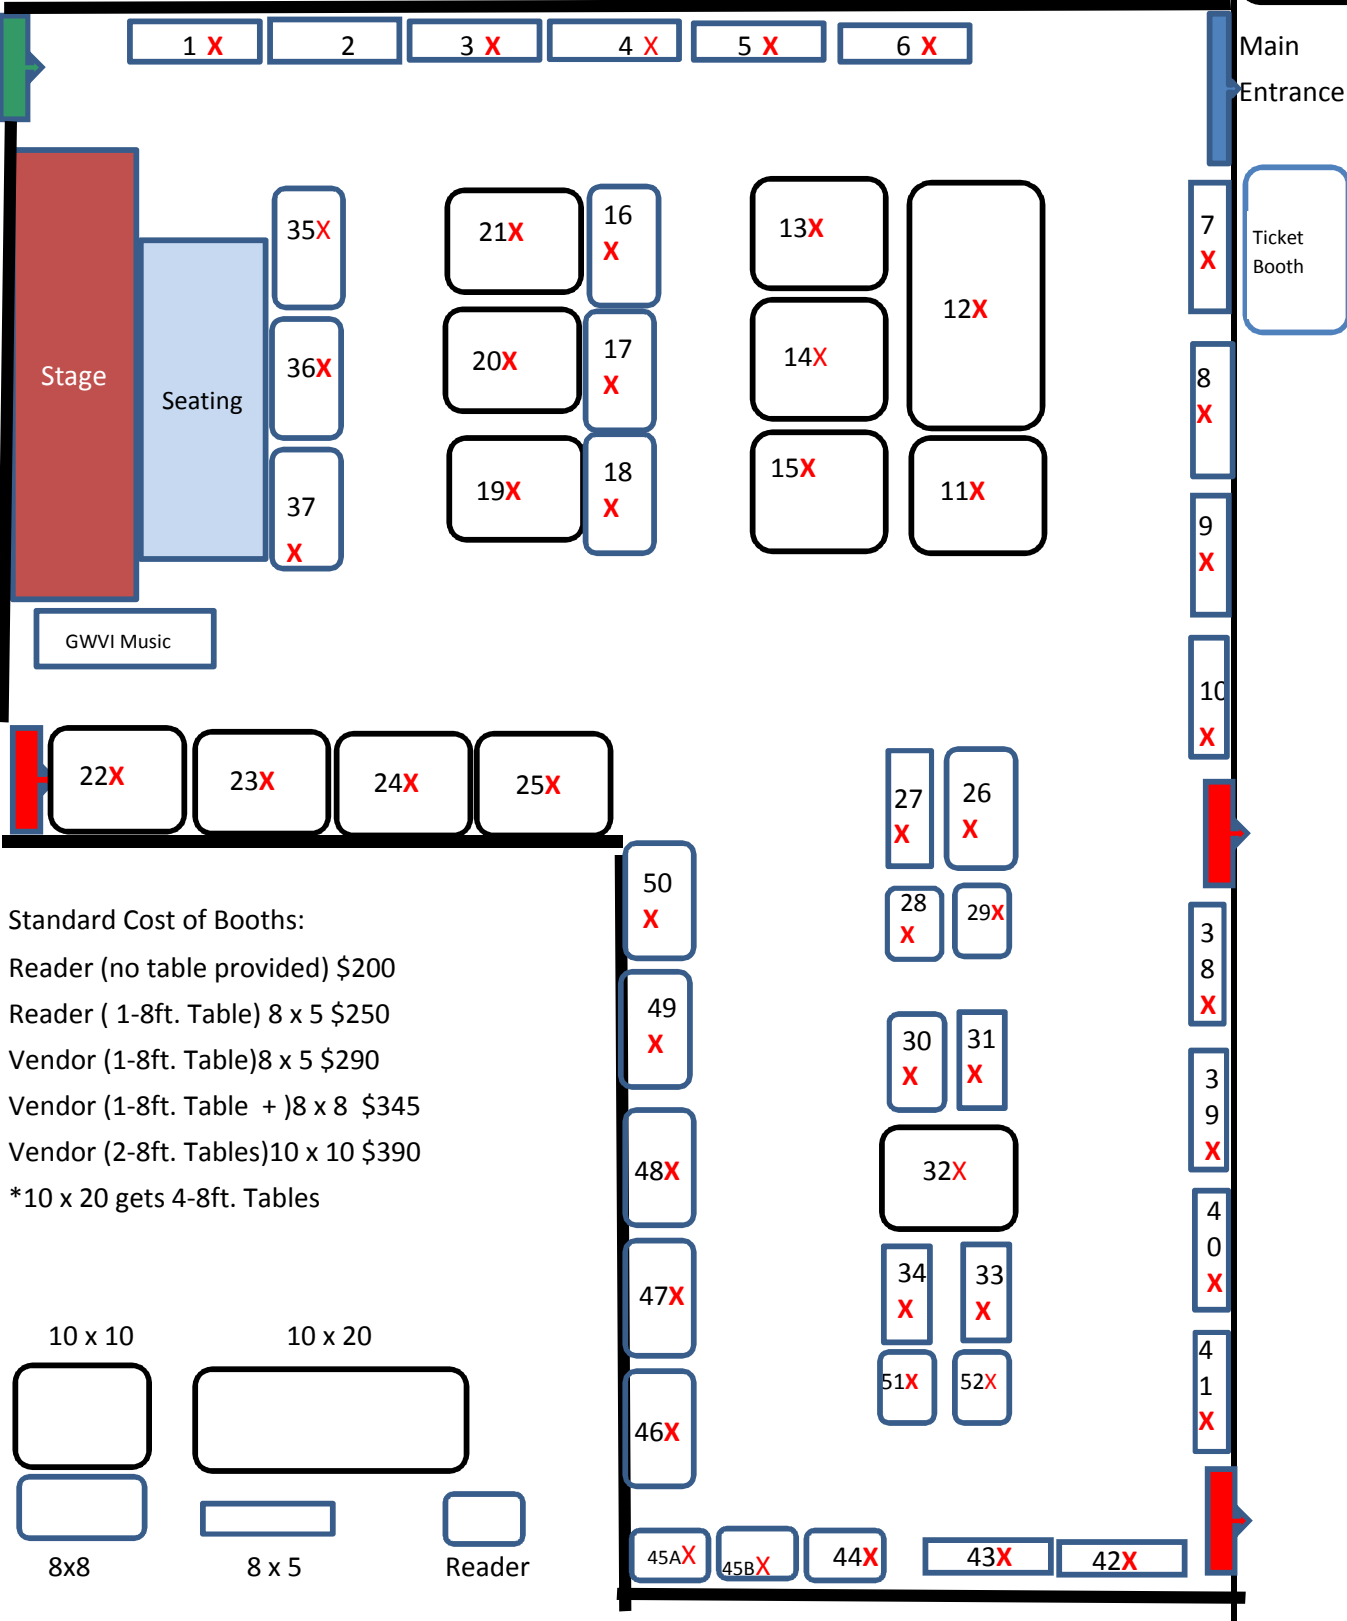 1 X
2
3 X
4 X
5 X
6 X
Main
Entrance
7
X
Ticket
Booth
35X
21X
16
X
13X
12X
Stage
Seating
36X
20X
17
X
14X
8
X
37
X
19X
18
X
15X
11X
9
X
GWVI Music
10
X
22X
23X
24X
25X
27
X
26
X
50
X
28
X
29X
3
8
X
Standard Cost of Booths:
Reader (no table provided) $200
Reader ( 1-8ft. Table) 8 x 5 $250
Vendor (1-8ft. Table)8 x 5 $290
Vendor (1-8ft. Table + )8 x 8 $345
Vendor (2-8ft. Tables)10 x 10 $390
*10 x 20 gets 4-8ft. Tables
49
X
30
X
31
X
3
9
X
48X
32X
4
0
X
47X
34
X
33
X
10 x 10
10 x 20
46X
51X
52X
4
1
X
8x8
8 x 5
Reader
45AX
45BX
44X
43X
42X